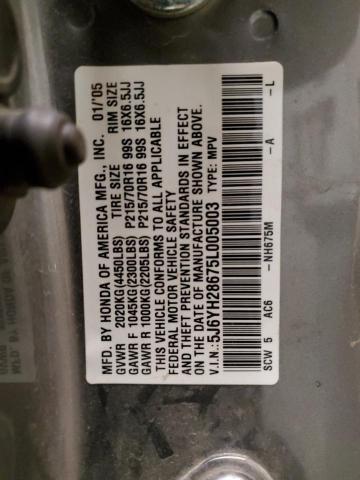 MFD. BY HONDA OF AMERICA MFG., INC. 01/'05
GVWR 2020KG(4450LBS) TIRE SIZE RIM SIZE
GAWR F 1045KG(2300LBS) P215/70R16 99S 16X6.5JJ
GAWR R 1000KG(2205LBS) P215/70R16 99S 16X6.5JJ
THIS VEHICLE CONFORMS TO ALL APPLICABLE
FEDERAL MOTOR VEHICLE SAFETY
AND THEFT PREVENTION STANDARDS IN EFFECT
ON THE DATE OF MANUFACTURE SHOWN ABOVE.
V.I.N.:5J6YH28675L005003 TYPE: MPV
SCW 5 AC6 -NH675M -A -L